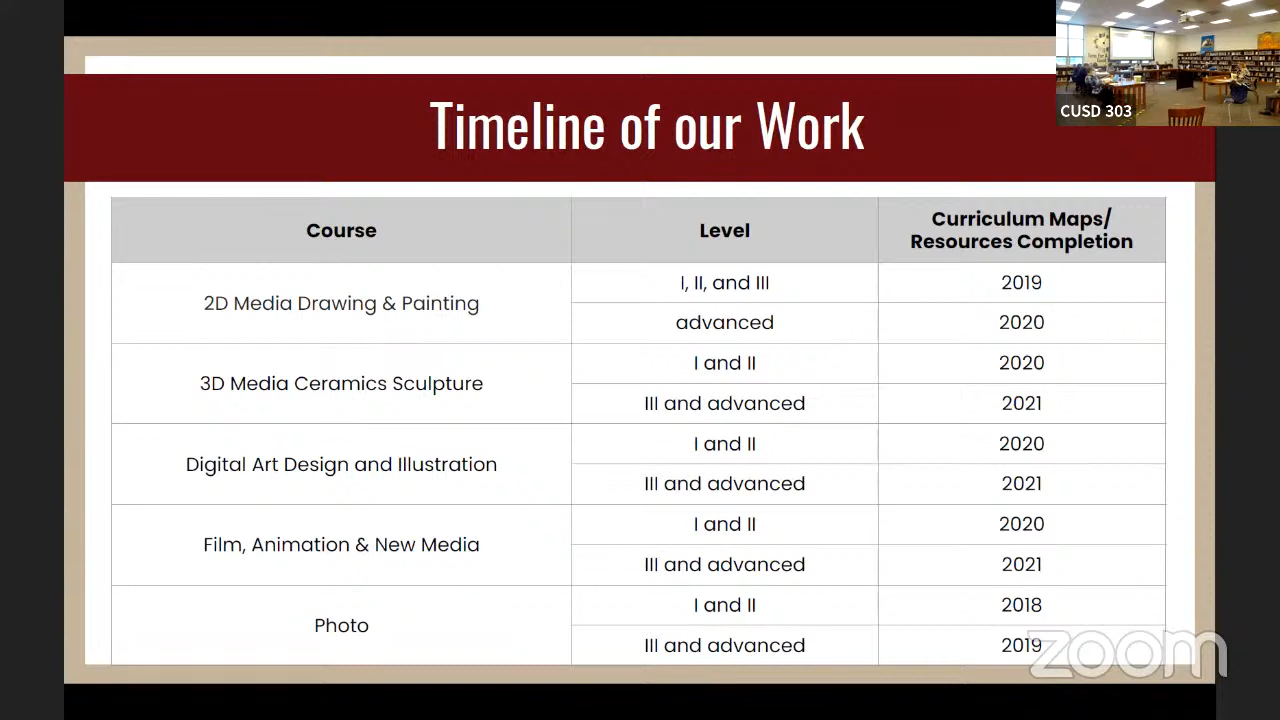 CUSD 303
Timeline of our Work
Course Level Curriculum Maps/
Resources Completion
2D Media Drawing & Painting I, II, and III 2019
advanced 2020
3D Media Ceramics Sculpture I and II 2020
III and advanced 2021
Digital Art Design and Illustration I and II 2020
III and advanced 2021
Film, Animation & New Media I and II 2020
III and advanced 2021
Photo I and II 2018
III and advanced 2019
zoom